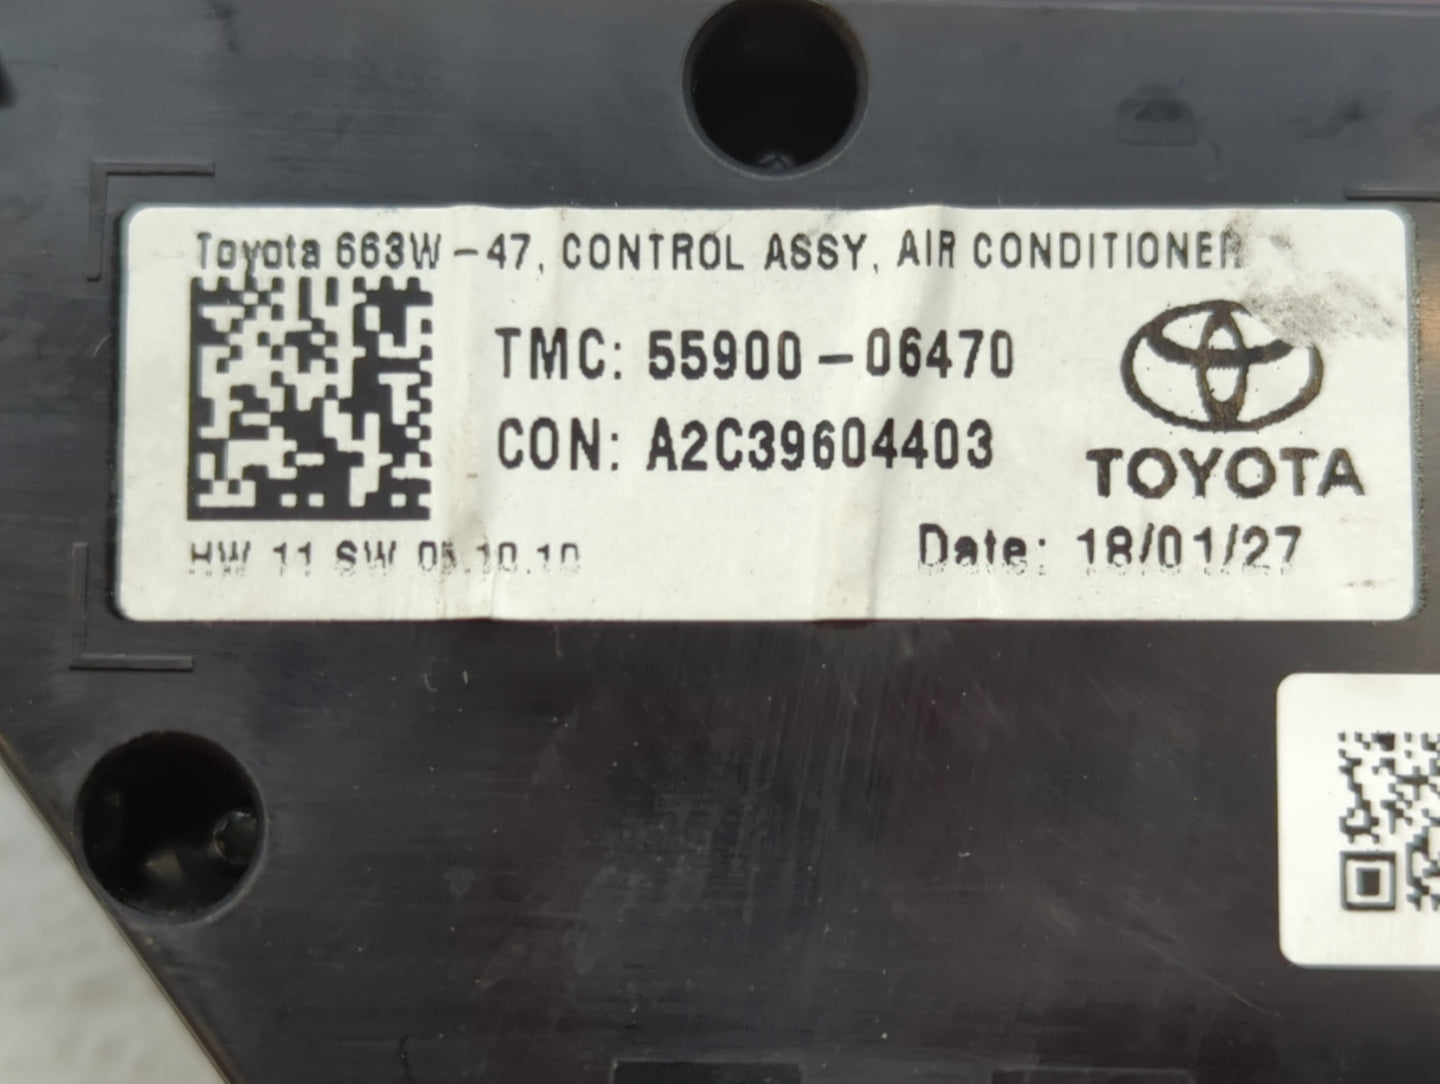 Toyota 663W-47, CONTROL ASSY, AIR CONDITIONER
TMC: 55900-06470
CON: A2C39604403
TOYOTA
HW 11 SW 10.10
Date: 18/01/27